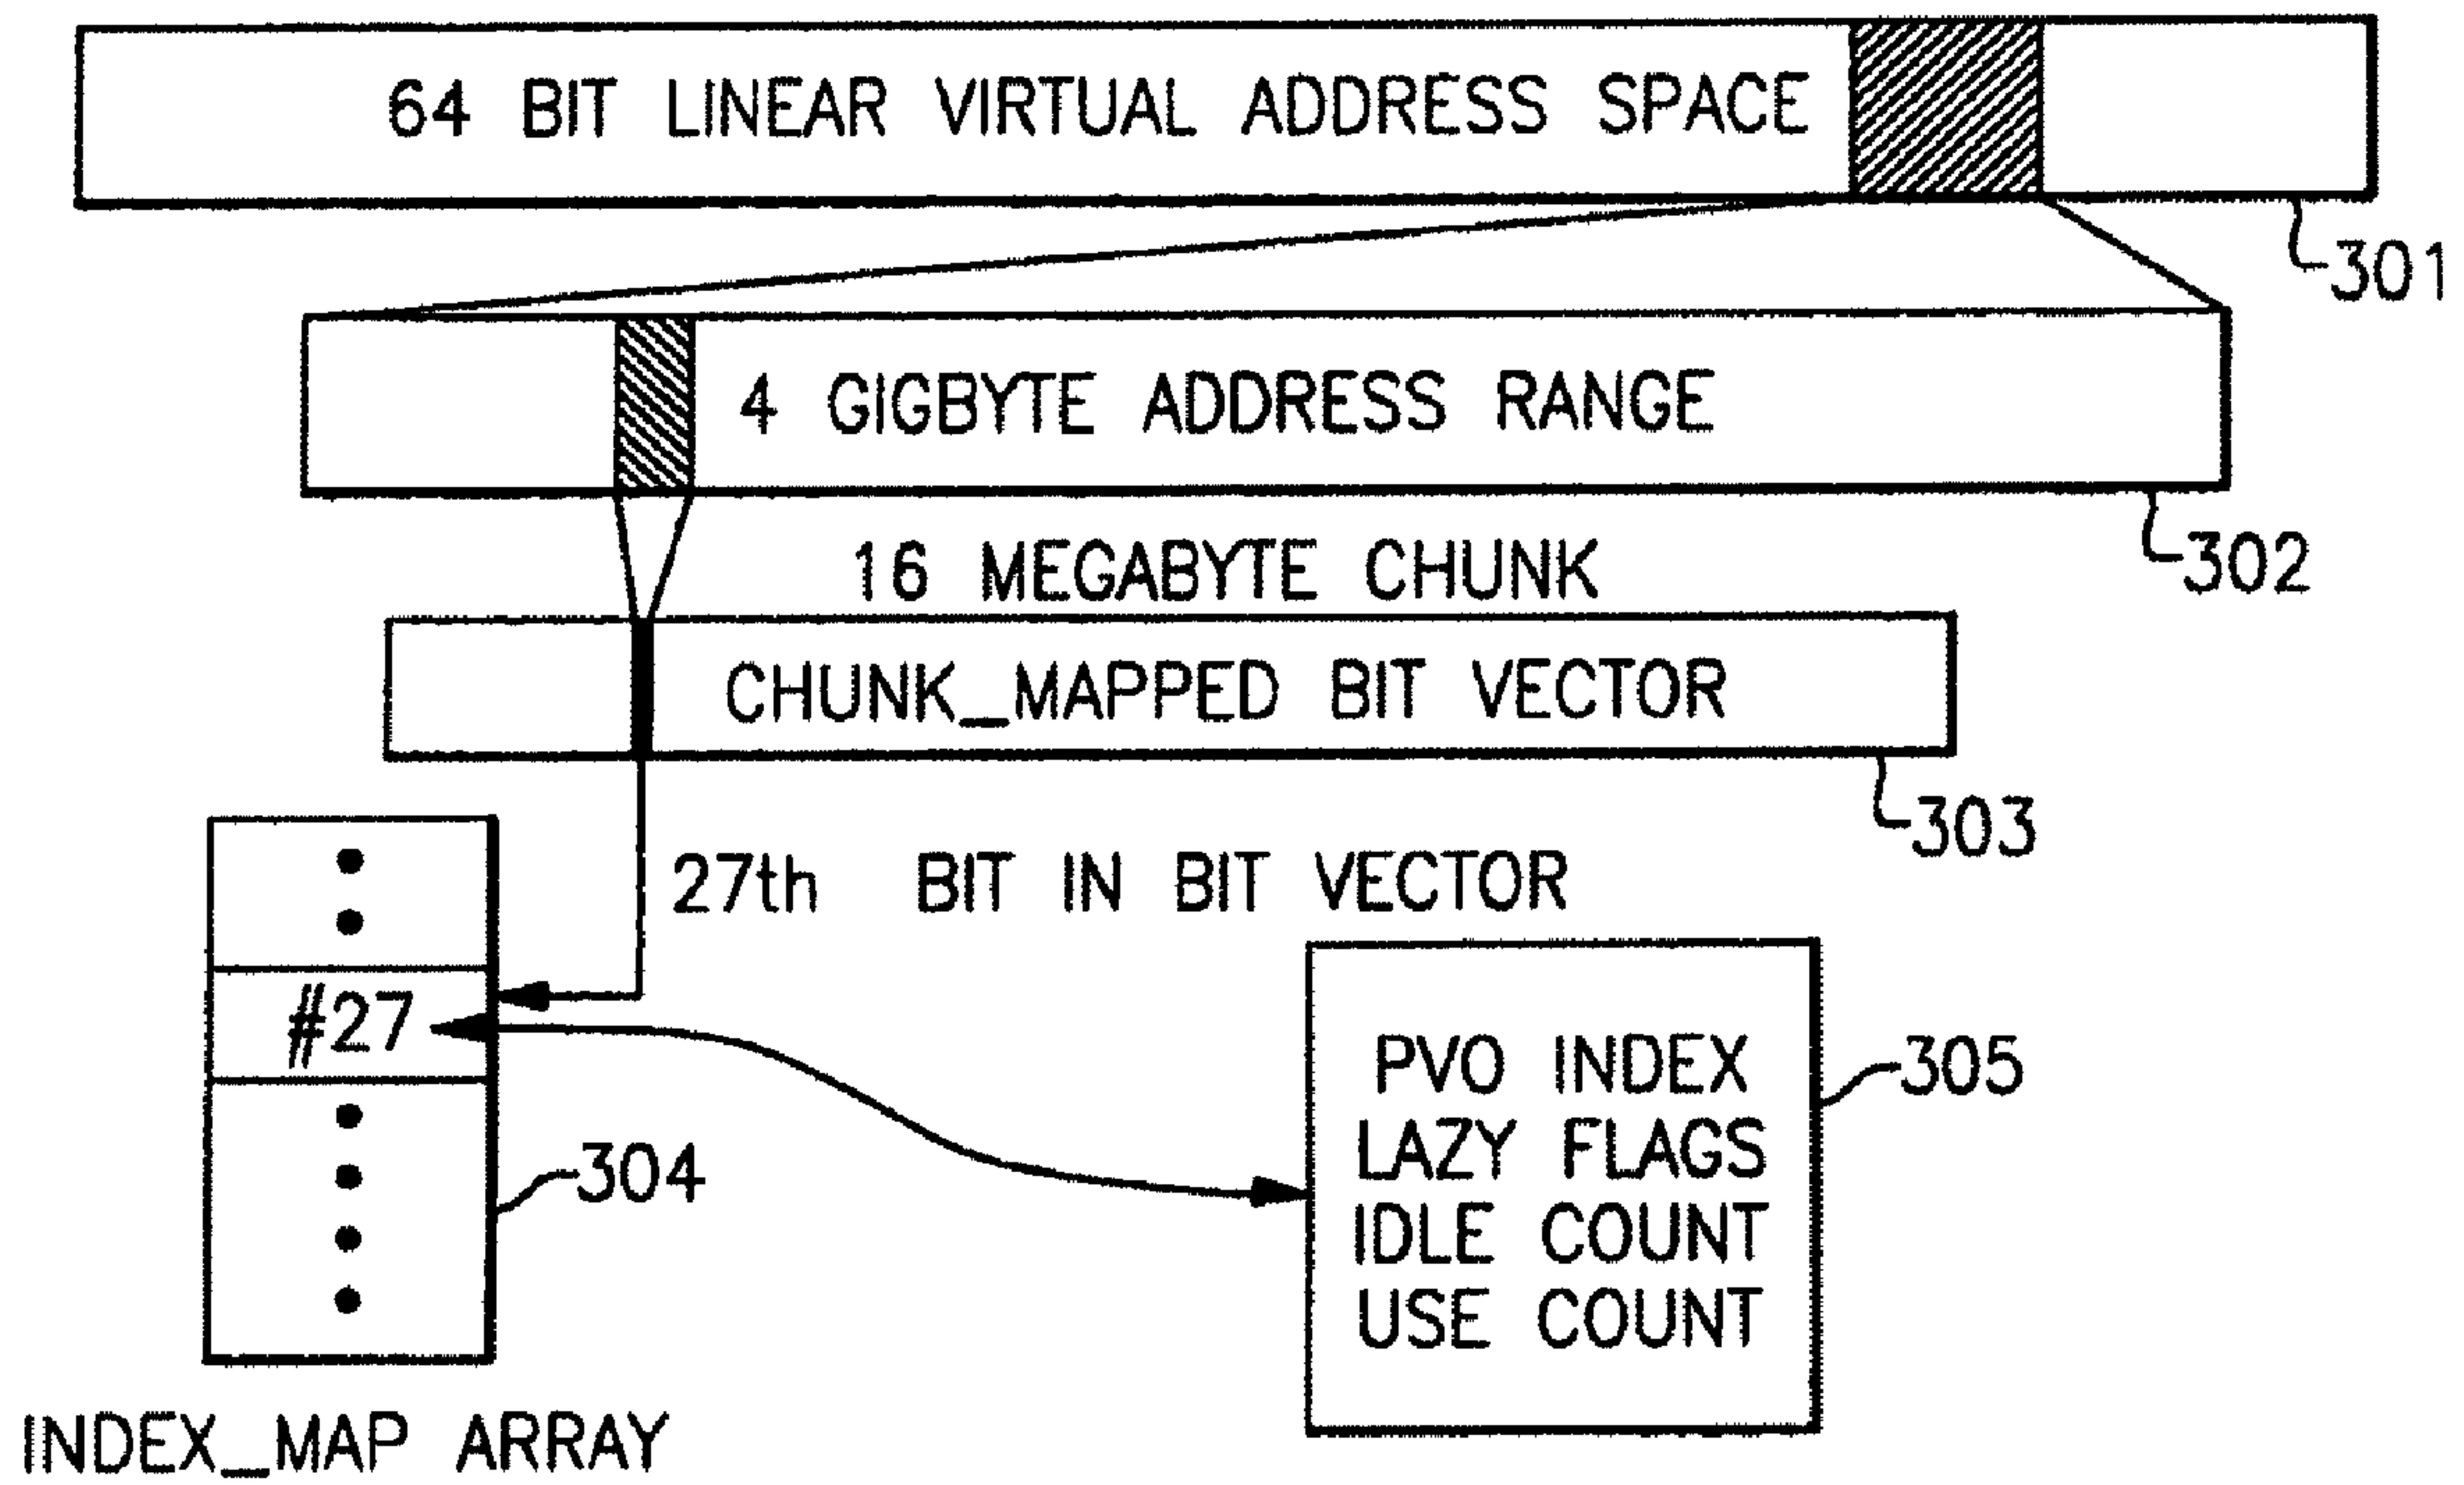 64 BIT LINEAR VIRTUAL ADDRESS SPACE
301
4 GIGBYTE ADDRESS RANGE
302
16 MEGABYTE CHUNK
CHUNK_MAPPED BIT VECTOR
303
27th BIT IN BIT VECTOR
#27
304
PVO INDEX
LAZY FLAGS
IDLE COUNT
USE COUNT
305
INDEX_MAP ARRAY